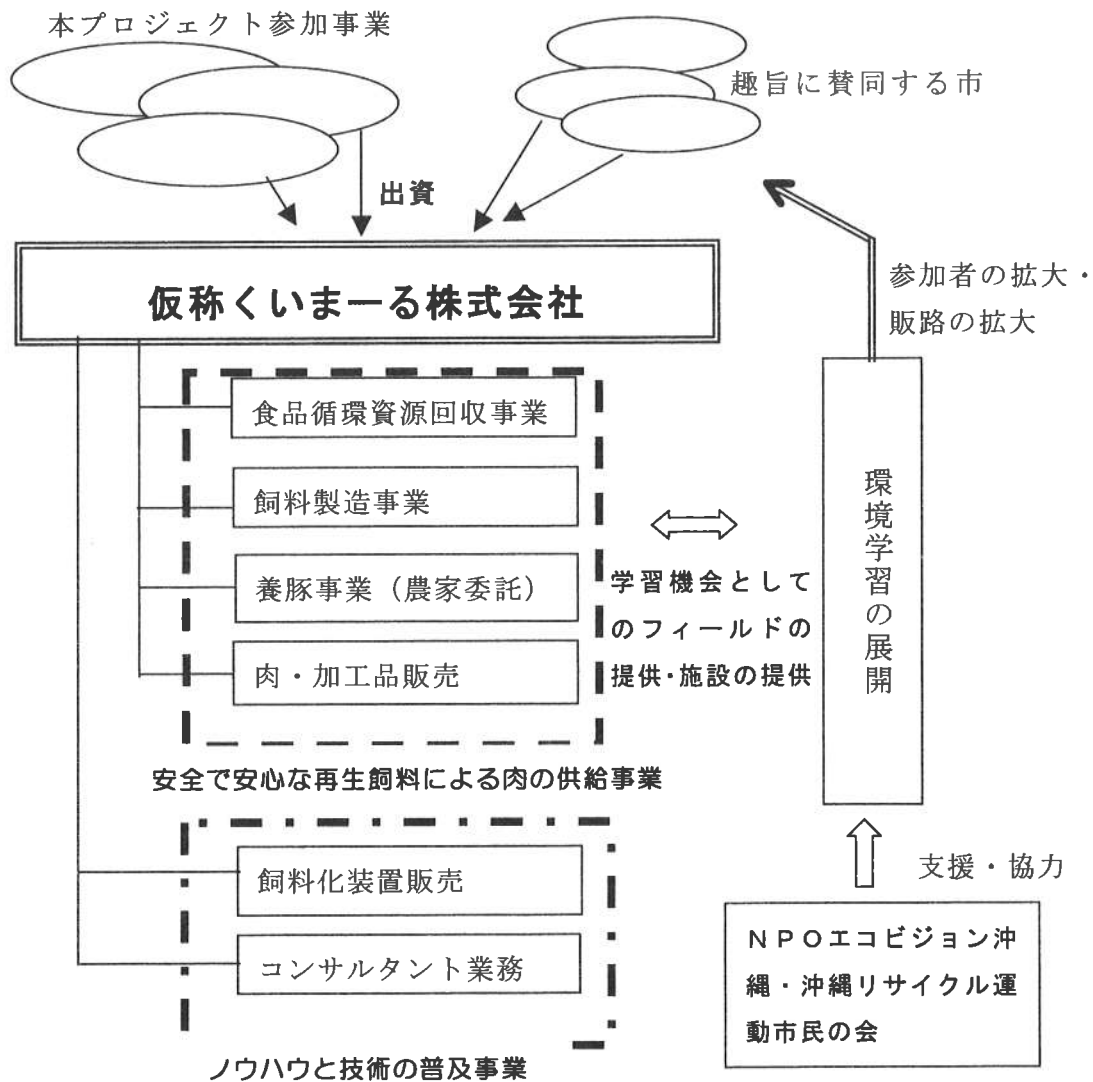 本プロジェクト参加事業
趣旨に賛同する市
出資
仮称くいまーる株式会社
参加者の拡大・
販路の拡大
食品循環資源回収事業
飼料製造事業
養豚事業（農家委託）
肉・加工品販売
安全で安心な再生飼料による肉の供給事業
学習機会として
のフィールドの
提供・施設の提供
環境学習の展開
飼料化装置販売
コンサルタント業務
ノウハウと技術の普及事業
支援・協力
ＮＰＯエコビジョン沖
縄・沖縄リサイクル運
動市民の会